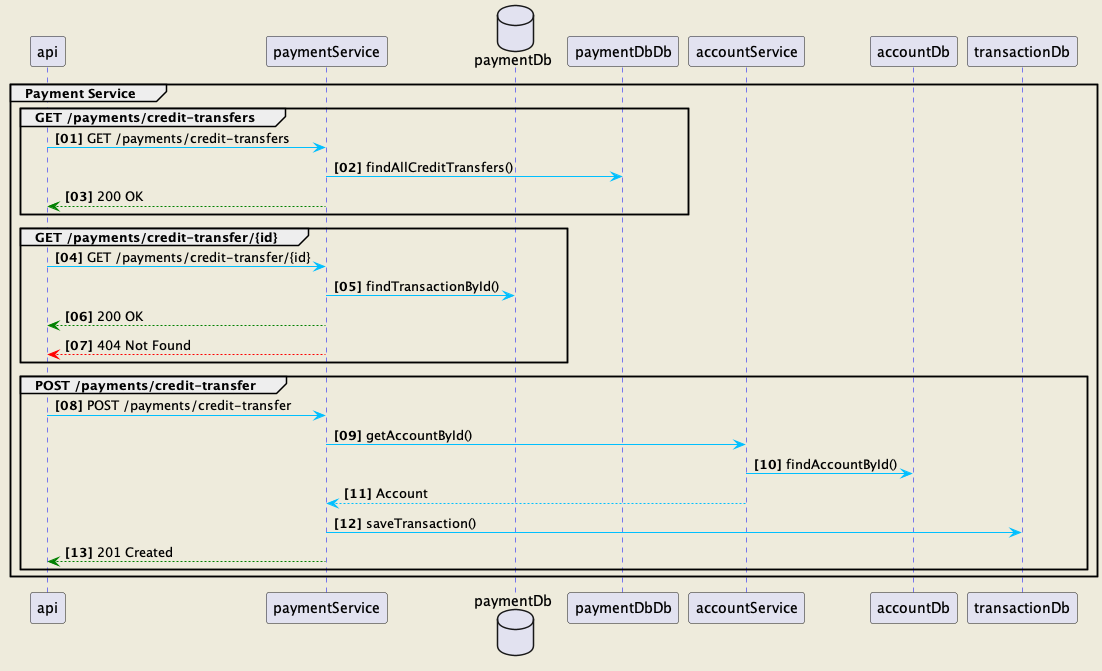 api
paymentService
paymentDb
paymentDbDb
accountService
accountDb
transactionDb
Payment Service
GET /payments/credit-transfers
[01] GET /payments/credit-transfers
[02] findAllCreditTransfers()
[03] 200 OK
GET /payments/credit-transfer/{id}
[04] GET /payments/credit-transfer/{id}
[05] findTransactionById()
[06] 200 OK
[07] 404 Not Found
POST /payments/credit-transfer
[08] POST /payments/credit-transfer
[09] getAccountById()
[10] findAccountById()
[11] Account
[12] saveTransaction()
[13] 201 Created
api
paymentService
paymentDb
paymentDbDb
accountService
accountDb
transactionDb